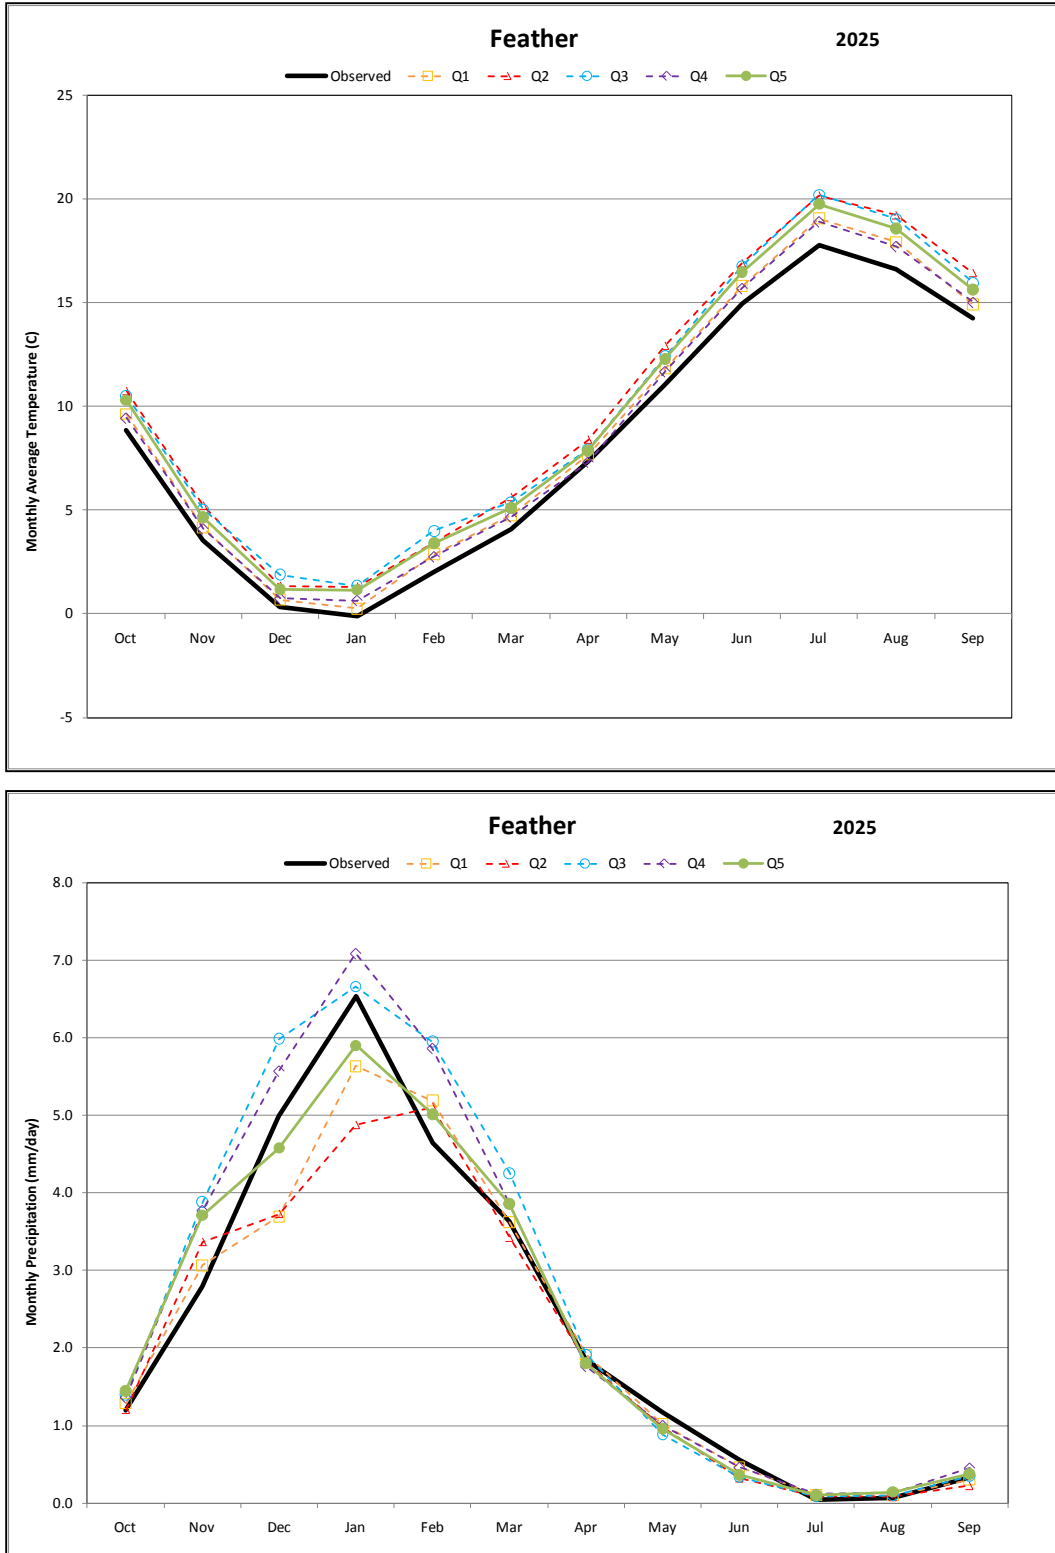 Feather 2025
Observed Q1 Q2 Q3 Q4 Q5
25
20
15
10
5
0
-5
Monthly Average Temperature (C)
Oct Nov Dec Jan Feb Mar Apr May Jun Jul Aug Sep
Feather 2025
Observed Q1 Q2 Q3 Q4 Q5
8.0
7.0
6.0
5.0
4.0
3.0
2.0
1.0
0.0
Monthly Precipitation (mm/day)
Oct Nov Dec Jan Feb Mar Apr May Jun Jul Aug Sep